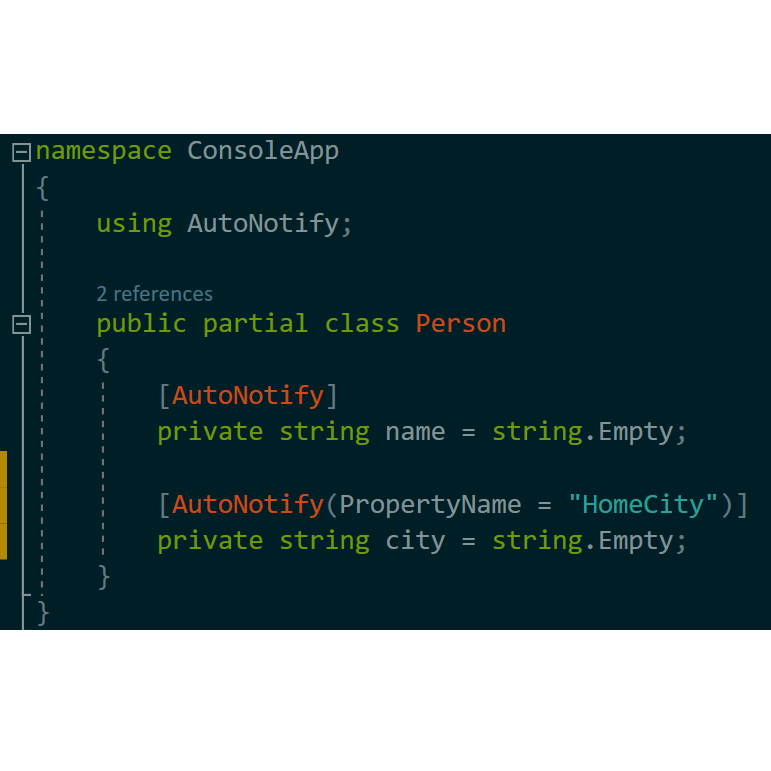 namespace ConsoleApp
{
using AutoNotify;
2 references
public partial class Person
{
[AutoNotify]
private string name = string.Empty;
[AutoNotify(PropertyName = "HomeCity")]
private string city = string.Empty;
}
}